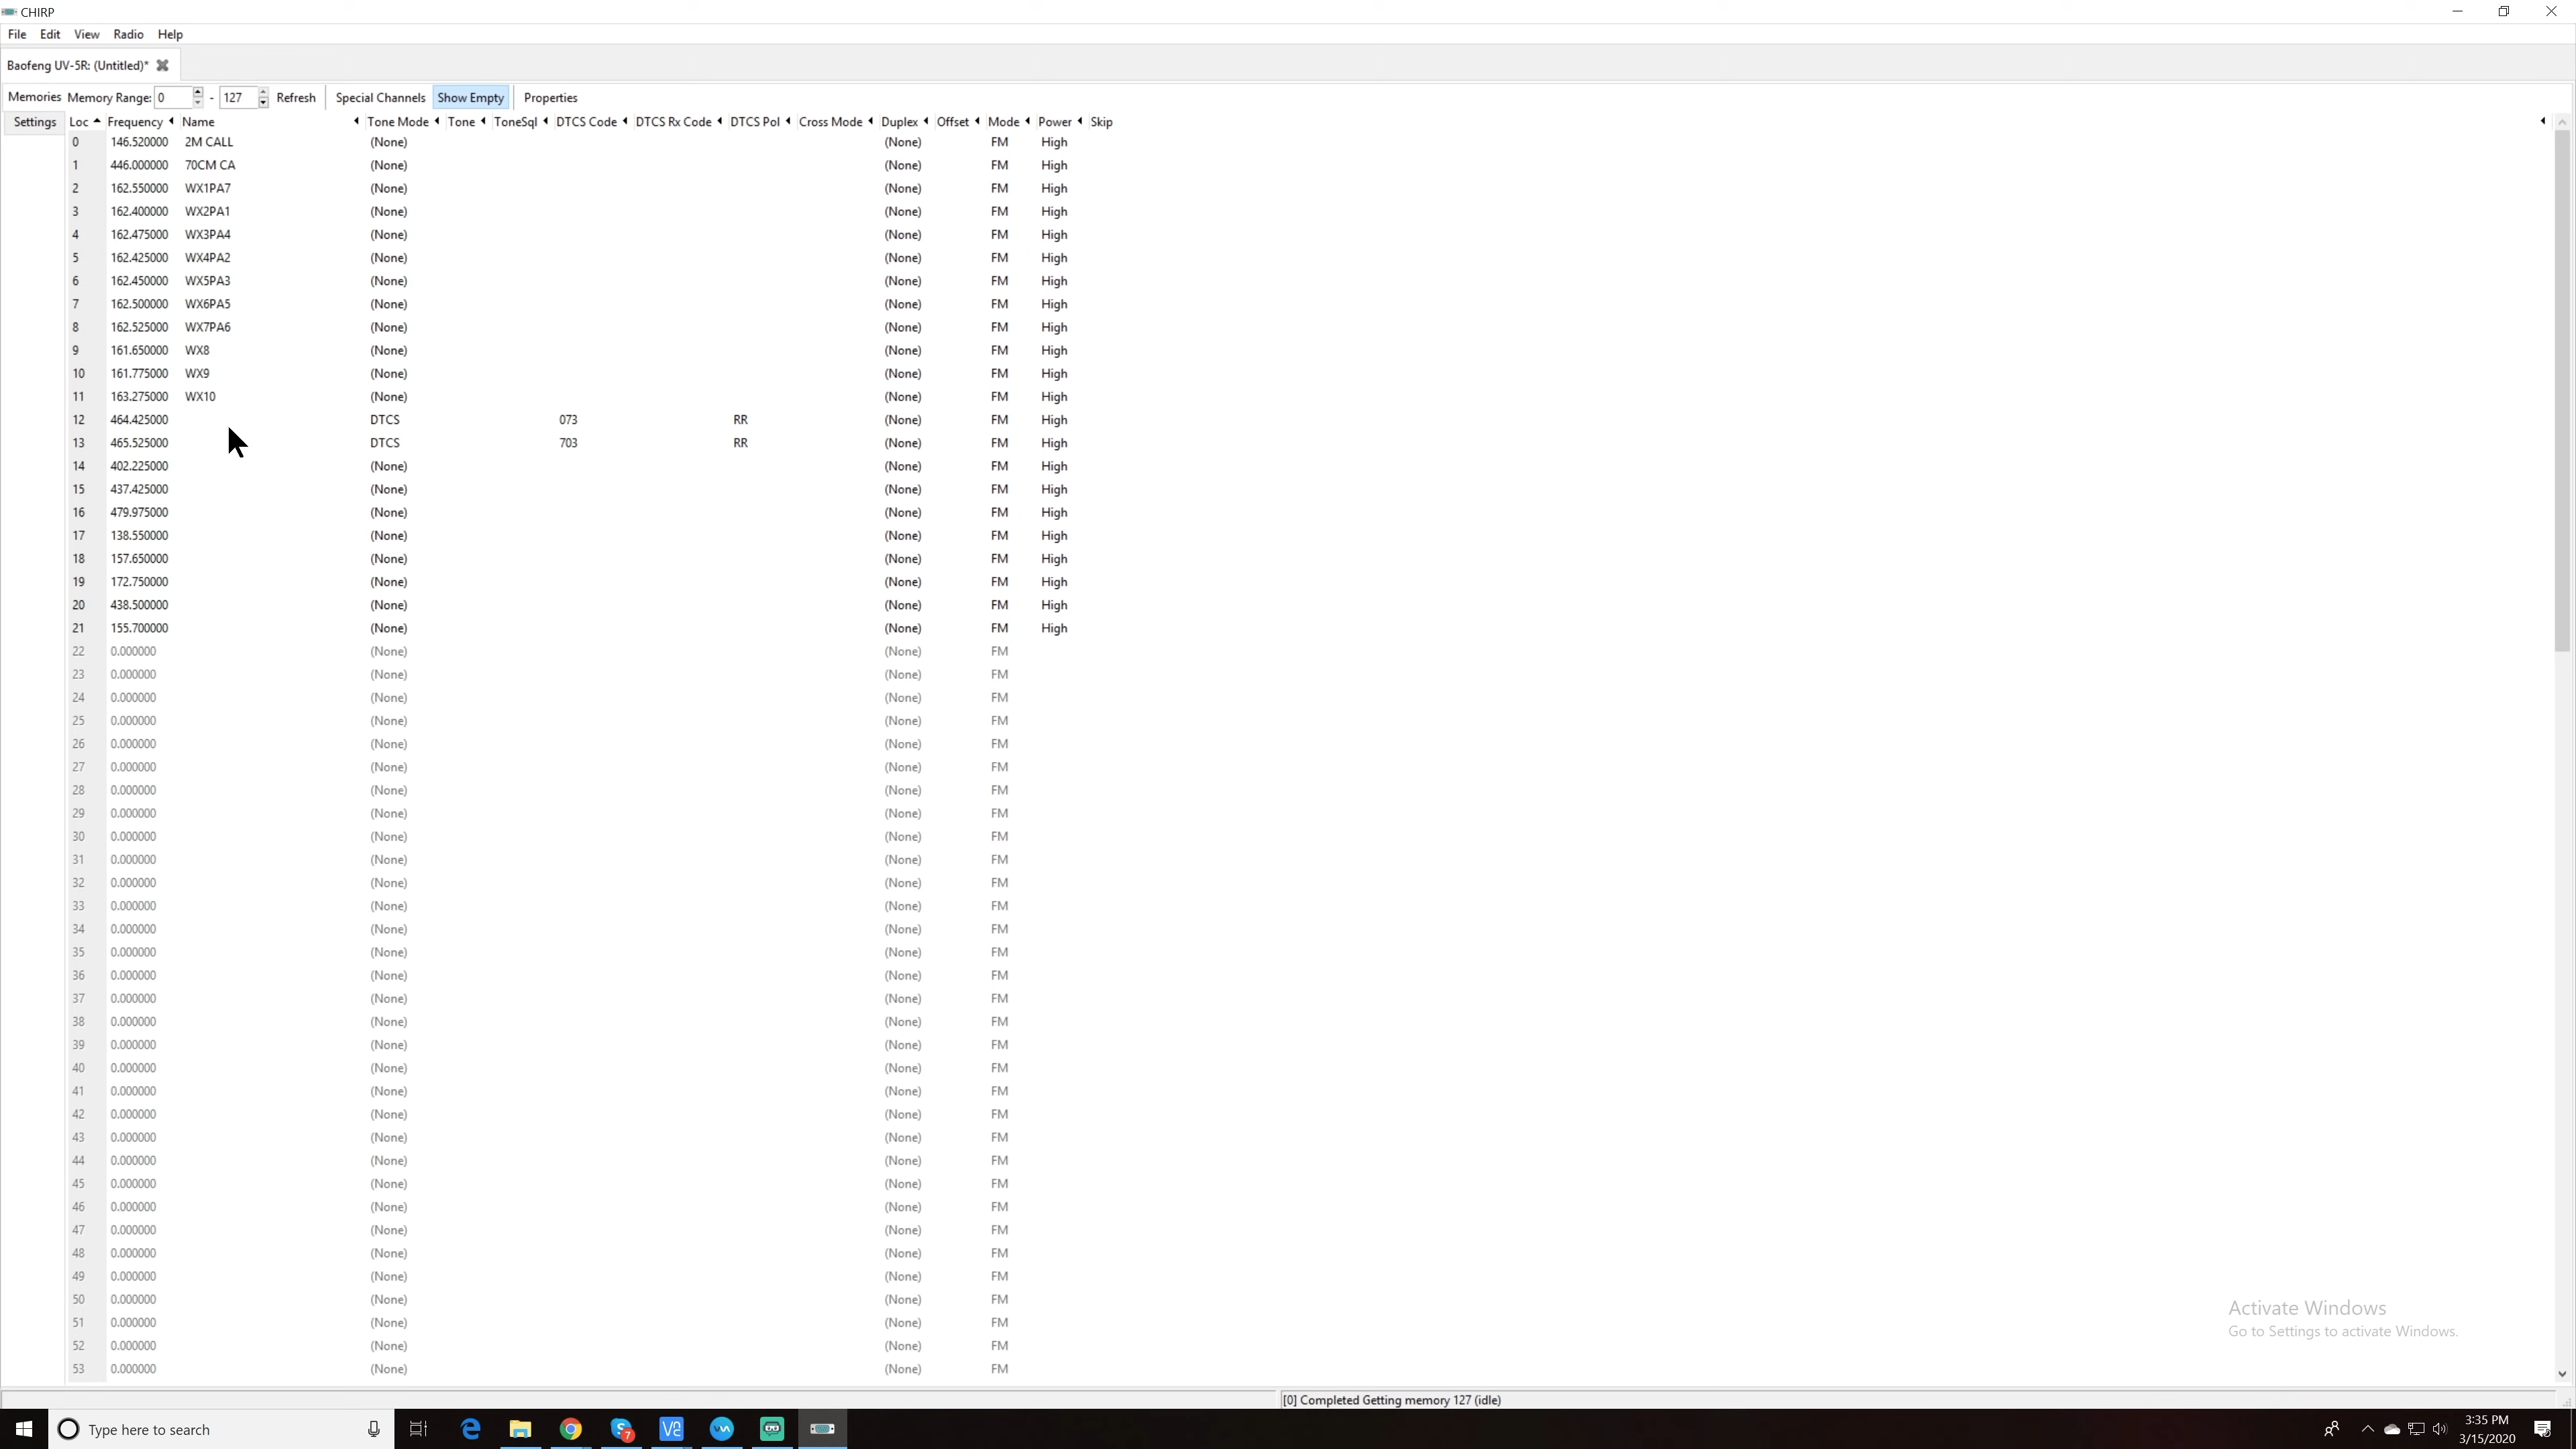 CHIRP
File Edit View Radio Help
Baofeng UV-5R: (Untitled)*
Memories Memory Range: 0 - 127 Refresh Special Channels Show Empty Properties
Settings Loc Frequency Name Tone Mode Tone ToneSql DTCS Code DTCS Rx Code DTCS Pol Cross Mode Duplex Offset Mode Power Skip
0 146.520000 2M CALL (None) (None) FM High
1 446.000000 70CM CA (None) (None) FM High
2 162.550000 WX1PA7 (None) (None) FM High
3 162.400000 WX2PA1 (None) (None) FM High
4 162.475000 WX3PA4 (None) (None) FM High
5 162.425000 WX4PA2 (None) (None) FM High
6 162.450000 WX5PA3 (None) (None) FM High
7 162.500000 WX6PA5 (None) (None) FM High
8 162.525000 WX7PA6 (None) (None) FM High
9 161.650000 WX8 (None) (None) FM High
10 161.775000 WX9 (None) (None) FM High
11 163.275000 WX10 (None) (None) FM High
12 464.425000 DTCS 073 RR (None) FM High
13 465.525000 DTCS 703 RR (None) FM High
14 402.225000 (None) (None) FM High
15 437.425000 (None) (None) FM High
16 479.975000 (None) (None) FM High
17 138.550000 (None) (None) FM High
18 157.650000 (None) (None) FM High
19 172.750000 (None) (None) FM High
20 438.500000 (None) (None) FM High
21 155.700000 (None) (None) FM High
22 0.000000 (None) (None) FM
23 0.000000 (None) (None) FM
24 0.000000 (None) (None) FM
25 0.000000 (None) (None) FM
26 0.000000 (None) (None) FM
27 0.000000 (None) (None) FM
28 0.000000 (None) (None) FM
29 0.000000 (None) (None) FM
30 0.000000 (None) (None) FM
31 0.000000 (None) (None) FM
32 0.000000 (None) (None) FM
33 0.000000 (None) (None) FM
34 0.000000 (None) (None) FM
35 0.000000 (None) (None) FM
36 0.000000 (None) (None) FM
37 0.000000 (None) (None) FM
38 0.000000 (None) (None) FM
39 0.000000 (None) (None) FM
40 0.000000 (None) (None) FM
41 0.000000 (None) (None) FM
42 0.000000 (None) (None) FM
43 0.000000 (None) (None) FM
44 0.000000 (None) (None) FM
45 0.000000 (None) (None) FM
46 0.000000 (None) (None) FM
47 0.000000 (None) (None) FM
48 0.000000 (None) (None) FM
49 0.000000 (None) (None) FM
50 0.000000 (None) (None) FM
51 0.000000 (None) (None) FM
52 0.000000 (None) (None) FM
53 0.000000 (None) (None) FM
Activate Windows
Go to Settings to activate Windows.
[0] Completed Getting memory 127 (idle)
Type here to search
7
3:35 PM
3/15/2020